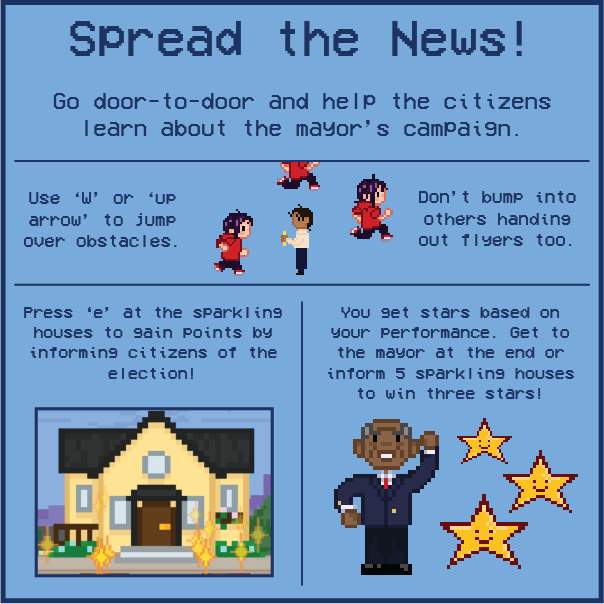 Spread the News!
Go door-to-door and help the citizens
learn about the mayor's campaign.
Use 'W' or 'up
arrow' to jump
over obstacles.
Don't bump into
others handing
out flyers too.
Press 'e' at the sparkling
houses to gain points by
informing citizens of the
election!
You get stars based on
your performance. Get to
the mayor at the end or
inform 5 sparkling houses
to win three stars!